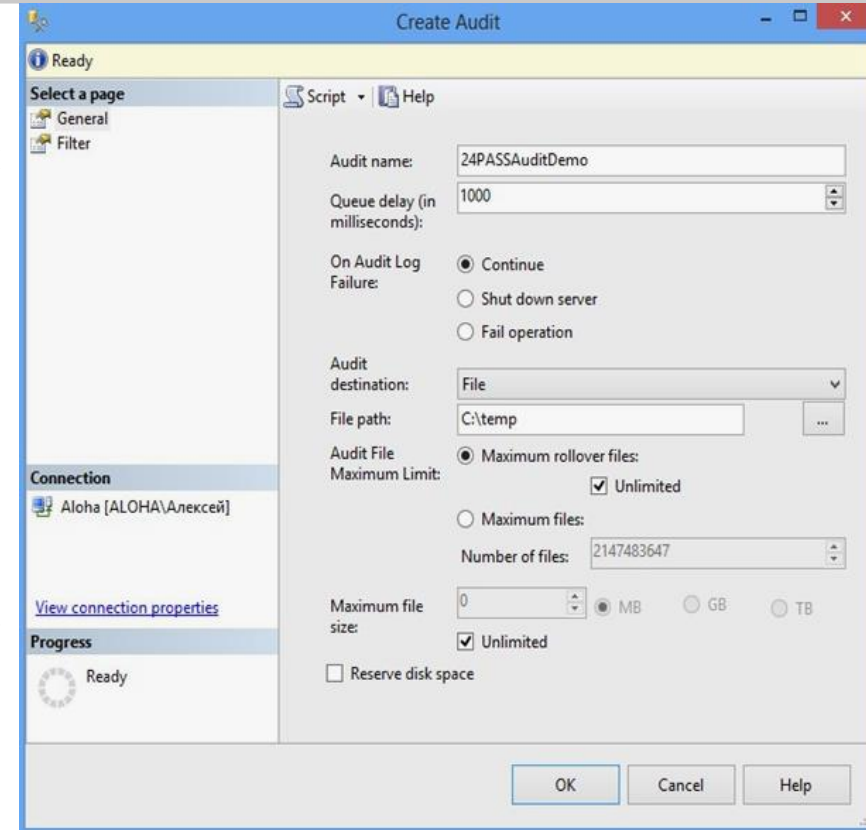 Create Audit
Ready
Select a page
General
Filter
Script
Help
Audit name:
24PASSAuditDemo
Queue delay (in
milliseconds):
1000
On Audit Log
Failure:
Continue
Shut down server
Fail operation
Audit
destination:
File
File path:
C:\temp
...
Audit File
Maximum Limit:
Maximum rollover files:
Unlimited
Maximum files:
Number of files:
2147483647
Maximum file
size:
0
MB
GB
TB
Unlimited
Reserve disk space
Connection
Aloha [ALOHA\Алексей]
View connection properties
Progress
Ready
OK
Cancel
Help